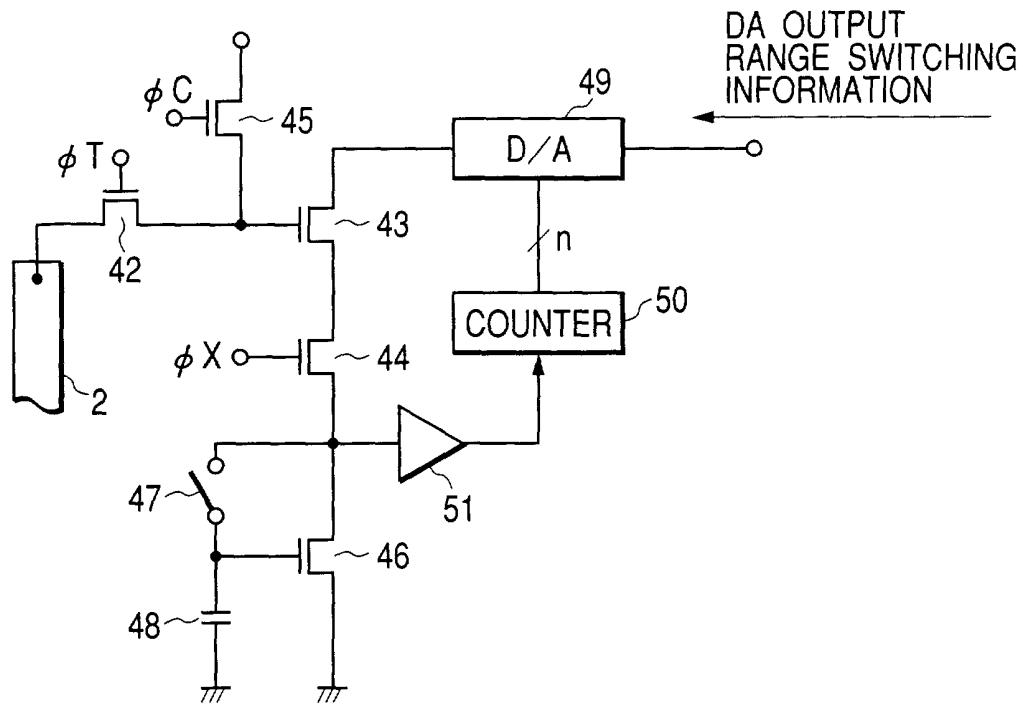 DA OUTPUT
RANGE SWITCHING
INFORMATION
49
D/A
ϕC
45
ϕT
43
42
n
50
COUNTER
ϕX
44
2
51
47
46
48